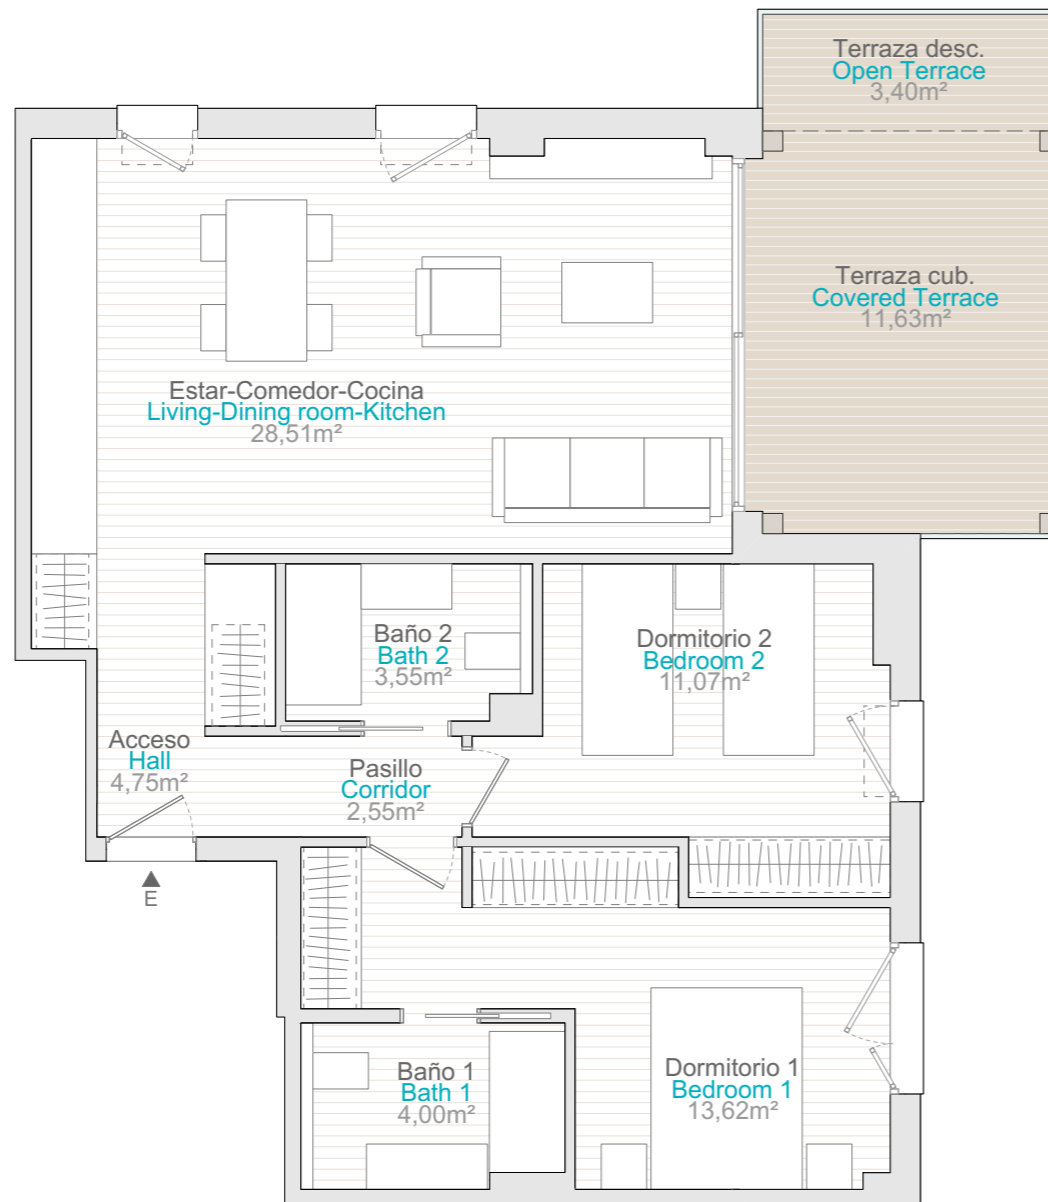 Terraza desc.
Open Terrace
3,40m²
Terraza cub.
Covered Terrace
11,63m²
Estar-Comedor-Cocina
Living-Dining room-Kitchen
28,51m²
Baño 2
Bath 2
3,55m²
Dormitorio 2
Bedroom 2
11,07m²
Acceso
Hall
4,75m²
Pasillo
Corridor
2,55m²
E
Baño 1
Bath 1
4,00m²
Dormitorio 1
Bedroom 1
13,62m²